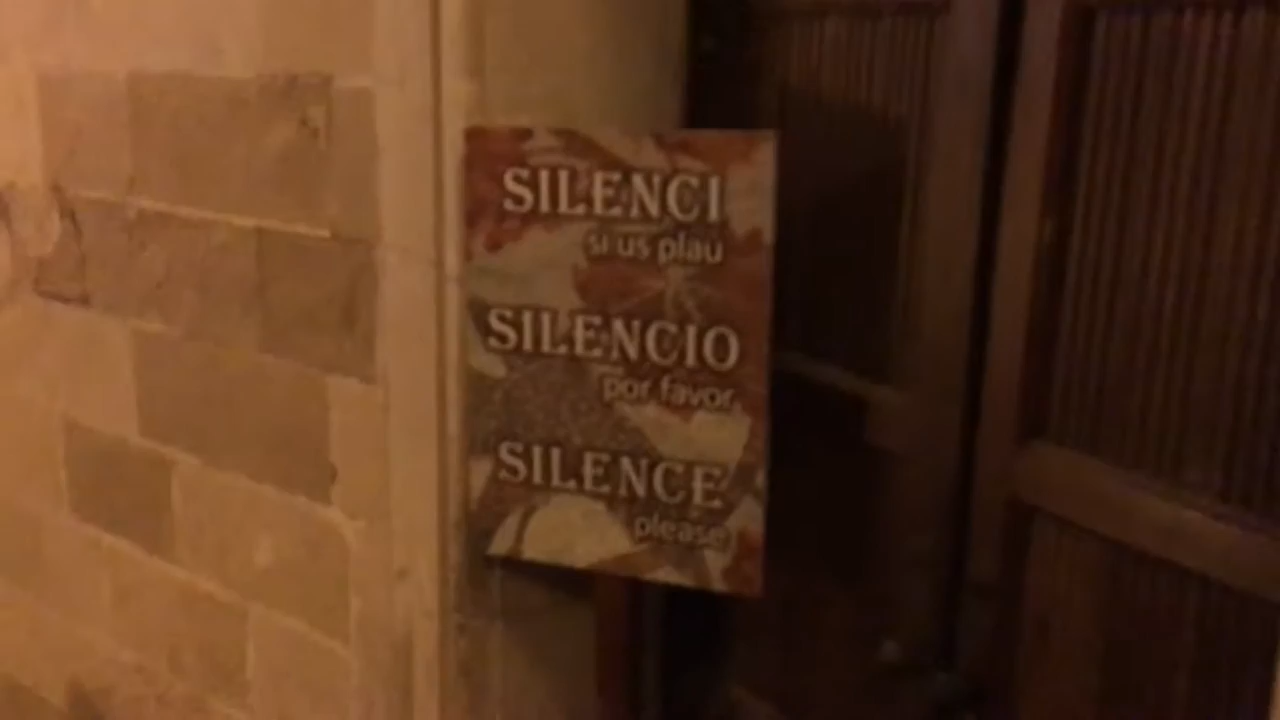 SILENCI
si us plau
SILENCIO
por favor
SILENCE
please